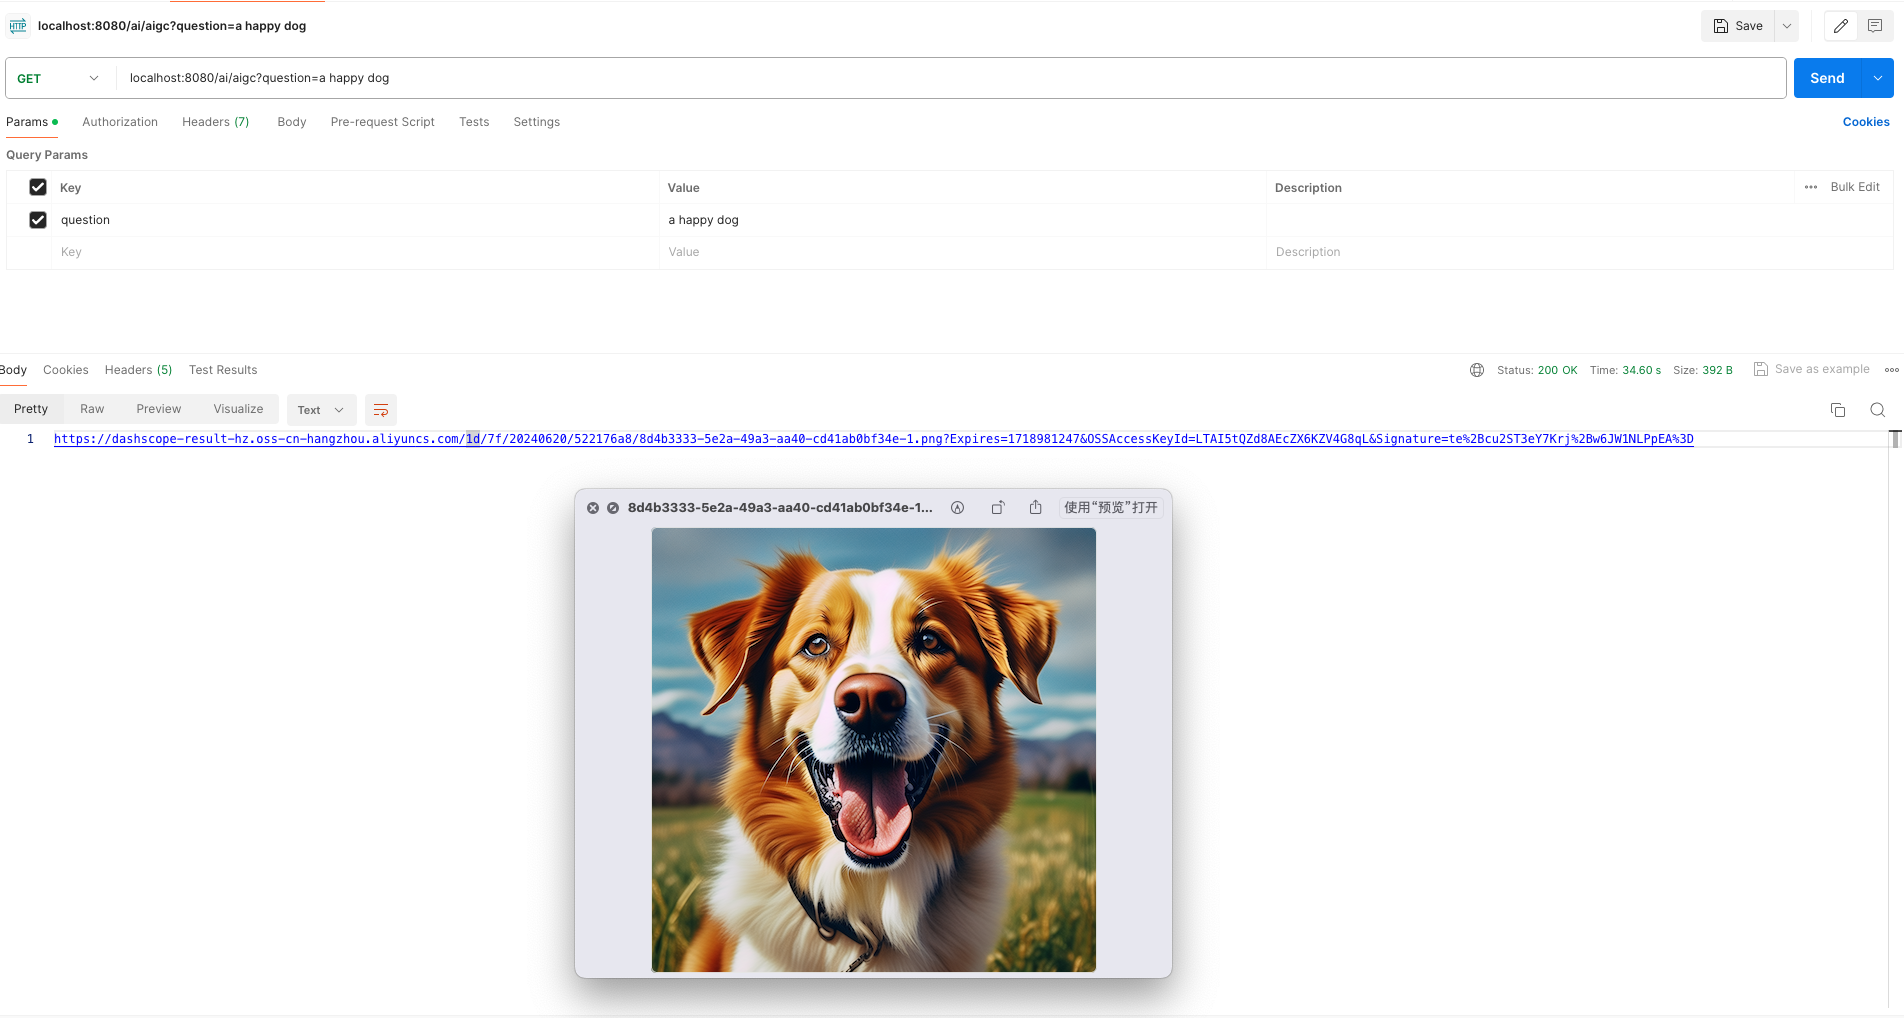 HTTP localhost:8080/ai/aigc?question=a happy dog Save
GET localhost:8080/ai/aigc?question=a happy dog Send
Params Authorization Headers (7) Body Pre-request Script Tests Settings Cookies
Query Params
Key Value Description Bulk Edit
question a happy dog
Key Value Description
Body Cookies Headers (5) Test Results Status: 200 OK Time: 34.60 s Size: 392 B Save as example
Pretty Raw Preview Visualize Text
1 https://dashscope-result-hz.oss-cn-hangzhou.aliyuncs.com/1d/7f/20240620/522176a8/8d4b3333-5e2a-49a3-aa40-cd41ab0bf34e-1.png?Expires=1718981247&OSSAccessKeyId=LTAI5tQZd8AEcZX6KZV4G8qL&Signature=te%2Bcu2ST3eY7Krj%2Bw6JW1NLPpEA%3D
8d4b3333-5e2a-49a3-aa40-cd41ab0bf34e-1... 使用“预览”打开